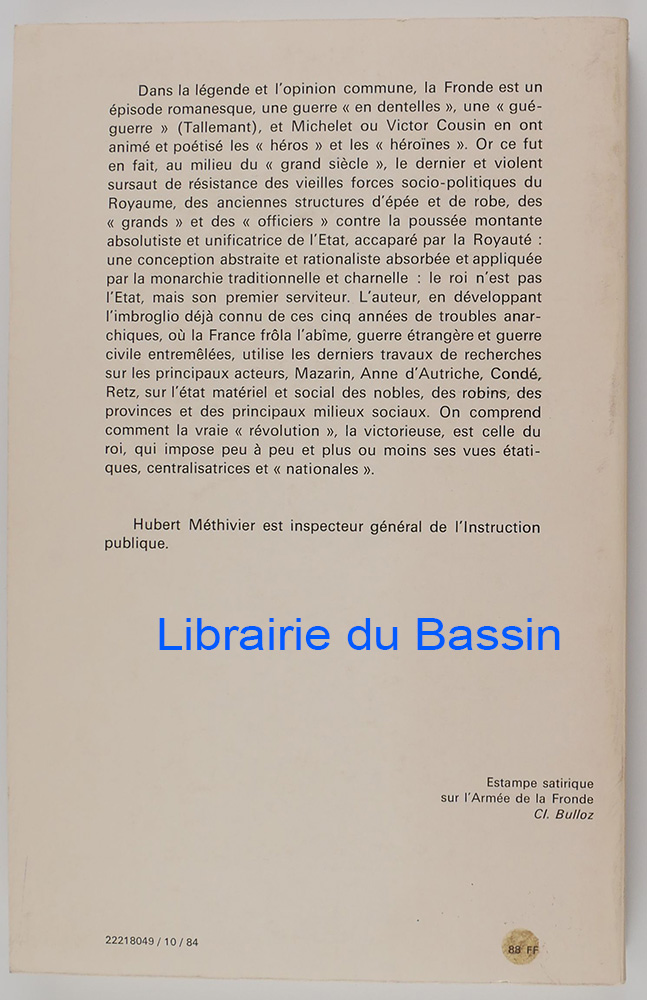 Dans la légende et l'opinion commune, la Fronde est un
épisode romanesque, une guerre « en dentelles », une « gué-
guerre » (Tallemant), et Michelet ou Victor Cousin en ont
animé et poétisé les « héros » et les « héroïnes ». Or ce fut
en fait, au milieu du « grand siècle », le dernier et violent
sursaut de résistance des vieilles forces socio-politiques du
Royaume, des anciennes structures d'épée et de robe, des
« grands » et des « officiers » contre la poussée montante
absolutiste et unificatrice de l'Etat, accaparé par la Royauté :
une conception abstraite et rationaliste absorbée et appliquée
par la monarchie traditionnelle et charnelle : le roi n'est pas
l'Etat, mais son premier serviteur. L'auteur, en développant
l'imbroglio déjà connu de ces cinq années de troubles anar-
chiques, où la France frôla l'abîme, guerre étrangère et guerre
civile entremêlées, utilise les derniers travaux de recherches
sur les principaux acteurs, Mazarin, Anne d'Autriche, Condé,
Retz, sur l'état matériel et social des nobles, des robins, des
provinces et des principaux milieux sociaux. On comprend
comment la vraie « révolution », la victorieuse, est celle du
roi, qui impose peu à peu et plus ou moins ses vues étati-
ques, centralisatrices et « nationales ».
Hubert Méthivier est inspecteur général de l'Instruction
publique.
Librairie du Bassin
Estampe satirique
sur l'Armée de la Fronde
Cl. Bulloz
22218049 / 10 / 84
88 FF